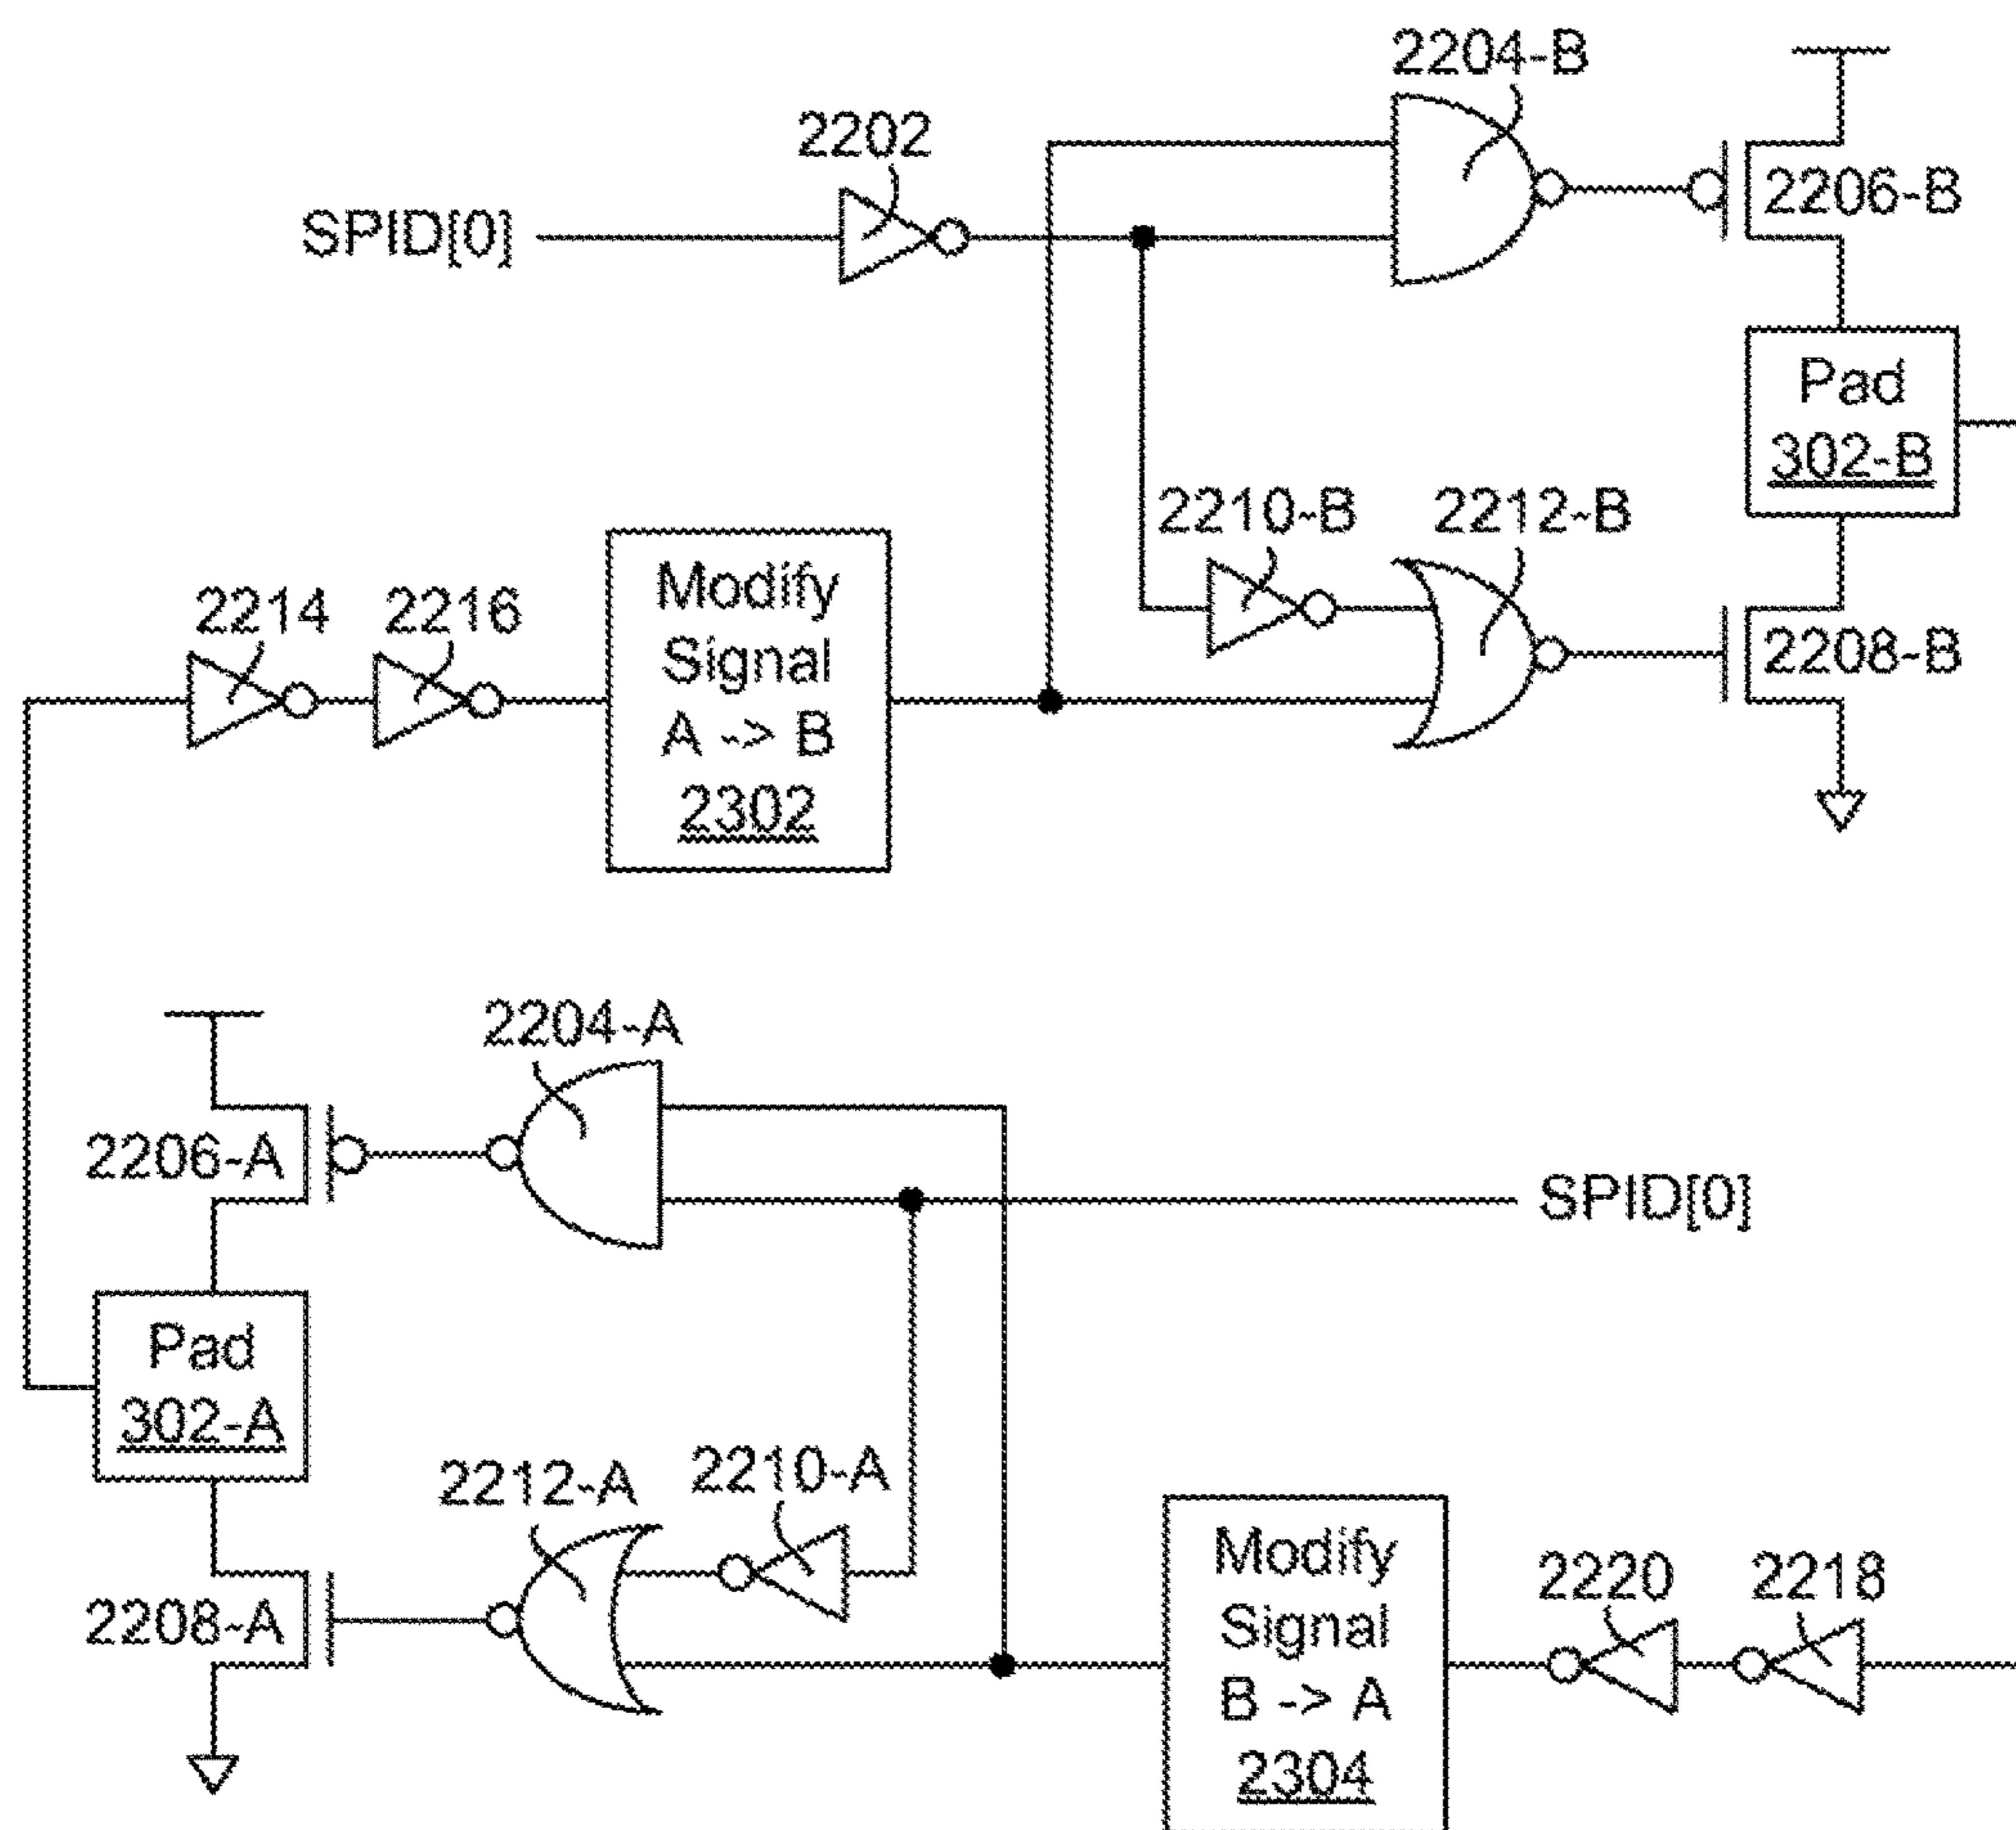 2204-B
2202
SPID[0]
2206-B
Pad
302-B
2210-B
2212-B
2214
2216
Modify
Signal
A -> B
2302
2208-B
2204-A
2206-A
SPID[0]
Pad
302-A
2212-A
2210-A
2208-A
Modify
Signal
B -> A
2304
2220
2218